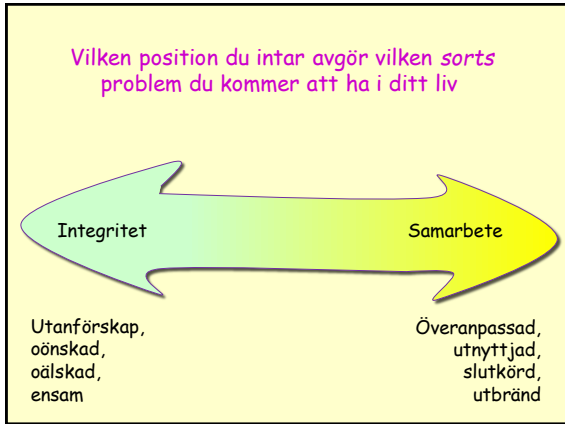 Vilken position du intar avgör vilken sorts
problem du kommer att ha i ditt liv
Integritet
Samarbete
Utanförskap,
oönskad,
oälskad,
ensam
Överanpassad,
utnyttjad,
slutkörd,
utbränd